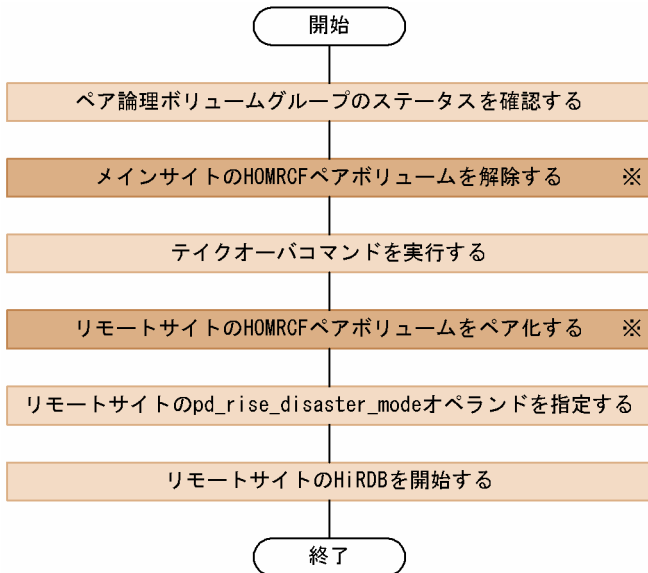 開始
ペア論理ボリュームグループのステータスを確認する
メインサイトのHOMRCFペアボリュームを解除する ※
テイクオーバコマンドを実行する
リモートサイトのHOMRCFペアボリュームをペア化する ※
リモートサイトのpd_rise_disaster_modeオペランドを指定する
リモートサイトのHiRDBを開始する
終了